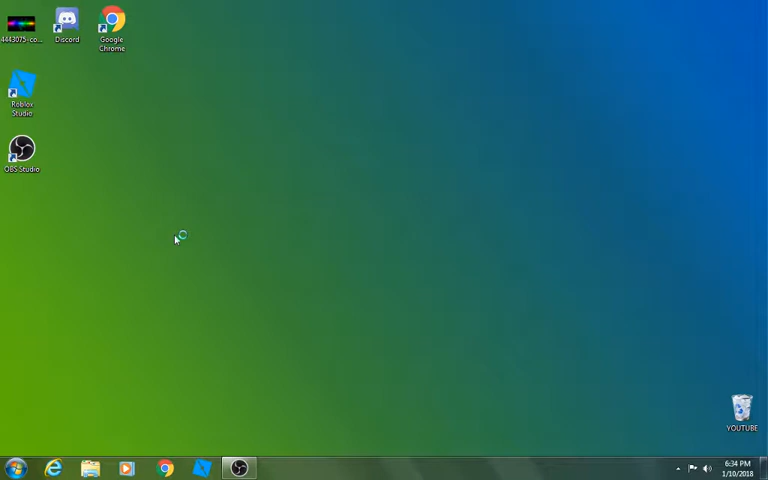 4443075-co...
Discord
Google
Chrome
Roblox
Studio
OBS Studio
YOUTUBE
6:34 PM
1/10/2018